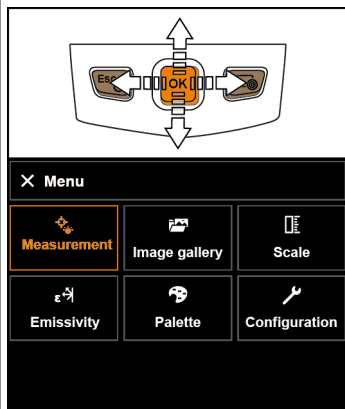 Esc
OK
Menu
Measurement
Image gallery
Scale
Emissivity
Palette
Configuration